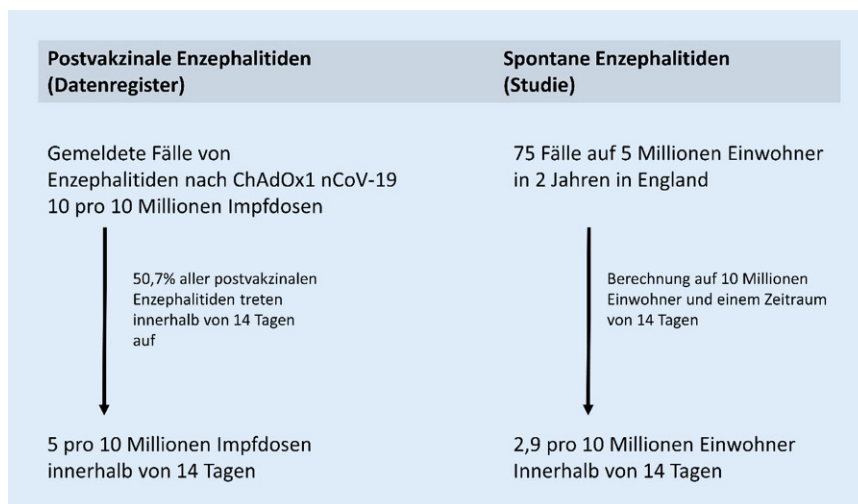 Postvakzinale Enzephalitiden
(Datenregister)
Spontane Enzephalitiden
(Studie)
Gemeldete Fälle von
Enzephalitiden nach ChAdOx1 nCoV-19
10 pro 10 Millionen Impfdosen
75 Fälle auf 5 Millionen Einwohner
in 2 Jahren in England
50,7% aller postvakzinalen
Enzephalitiden treten
innerhalb von 14 Tagen
auf
Berechnung auf 10 Millionen
Einwohner und einem Zeitraum
von 14 Tagen
5 pro 10 Millionen Impfdosen
innerhalb von 14 Tagen
2,9 pro 10 Millionen Einwohner
Innerhalb von 14 Tagen